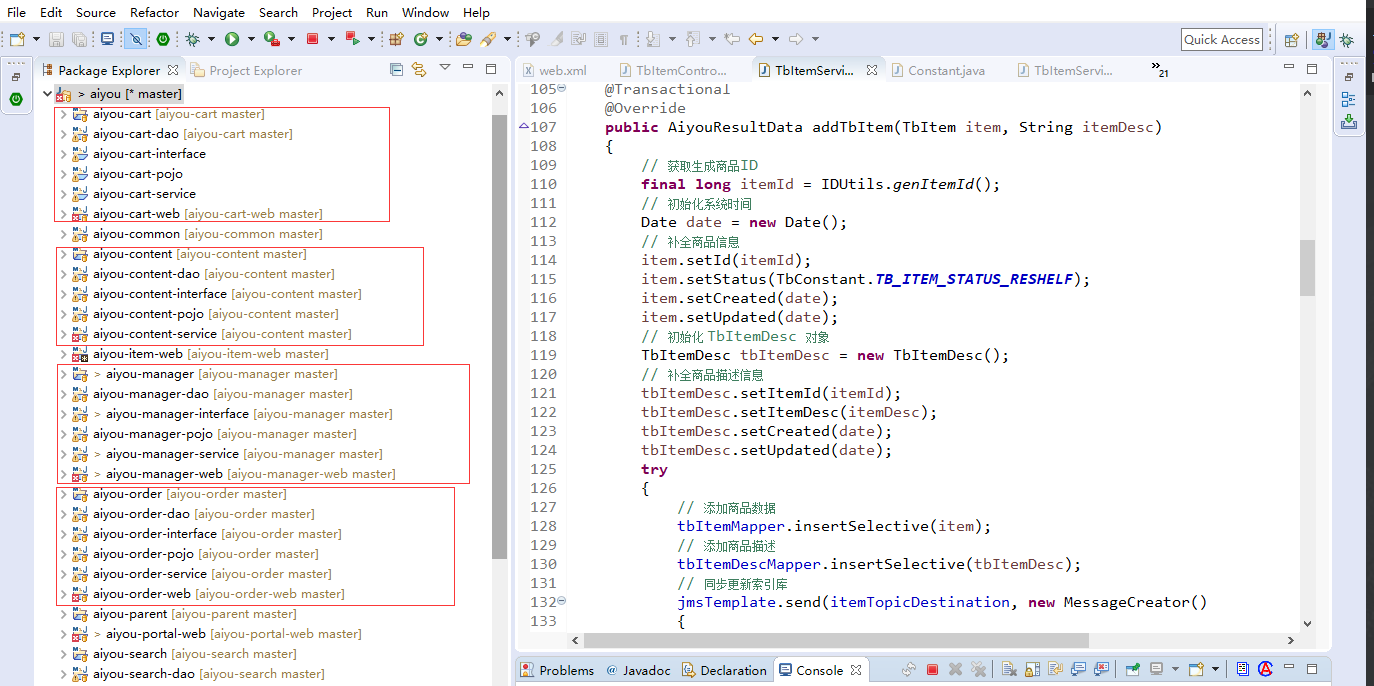 File Edit Source Refactor Navigate Search Project Run Window Help
Quick Access
Package Explorer Project Explorer
> aiyou [* master]
aiyou-cart [aiyou-cart master]
aiyou-cart-dao [aiyou-cart master]
aiyou-cart-interface
aiyou-cart-pojo
aiyou-cart-service
aiyou-cart-web [aiyou-cart-web master]
aiyou-common [aiyou-common master]
aiyou-content [aiyou-content master]
aiyou-content-dao [aiyou-content master]
aiyou-content-interface [aiyou-content master]
aiyou-content-pojo [aiyou-content master]
aiyou-content-service [aiyou-content master]
aiyou-item-web [aiyou-item-web master]
> aiyou-manager [aiyou-manager master]
aiyou-manager-dao [aiyou-manager master]
> aiyou-manager-interface [aiyou-manager master]
aiyou-manager-pojo [aiyou-manager master]
> aiyou-manager-service [aiyou-manager master]
> aiyou-manager-web [aiyou-manager-web master]
aiyou-order [aiyou-order master]
aiyou-order-dao [aiyou-order master]
aiyou-order-interface [aiyou-order master]
aiyou-order-pojo [aiyou-order master]
aiyou-order-service [aiyou-order master]
aiyou-order-web [aiyou-order-web master]
aiyou-parent [aiyou-parent master]
> aiyou-portal-web [aiyou-portal-web master]
aiyou-search [aiyou-search master]
aiyou-search-dao [aiyou-search master]
web.xml TbItemContro... TbItemServi... Constant.java TbItemServi... »21
105 @Transactional
106 @Override
107 public AiyouResultData addTbItem(TbItem item, String itemDesc)
108 {
109 // 获取生成商品ID
110 final long itemId = IDUtils.genItemId();
111 // 初始化系统时间
112 Date date = new Date();
113 // 补全商品信息
114 item.setId(itemId);
115 item.setStatus(TbConstant.TB_ITEM_STATUS_RESHELF);
116 item.setCreated(date);
117 item.setUpdated(date);
118 // 初始化 TbItemDesc 对象
119 TbItemDesc tbItemDesc = new TbItemDesc();
120 // 补全商品描述信息
121 tbItemDesc.setItemId(itemId);
122 tbItemDesc.setItemDesc(itemDesc);
123 tbItemDesc.setCreated(date);
124 tbItemDesc.setUpdated(date);
125 try
126 {
127 // 添加商品数据
128 tbItemMapper.insertSelective(item);
129 // 添加商品描述
130 tbItemDescMapper.insertSelective(tbItemDesc);
131 // 同步更新索引库
132 jmsTemplate.send(itemTopicDestination, new MessageCreator()
133 {
Problems @ Javadoc Declaration Console